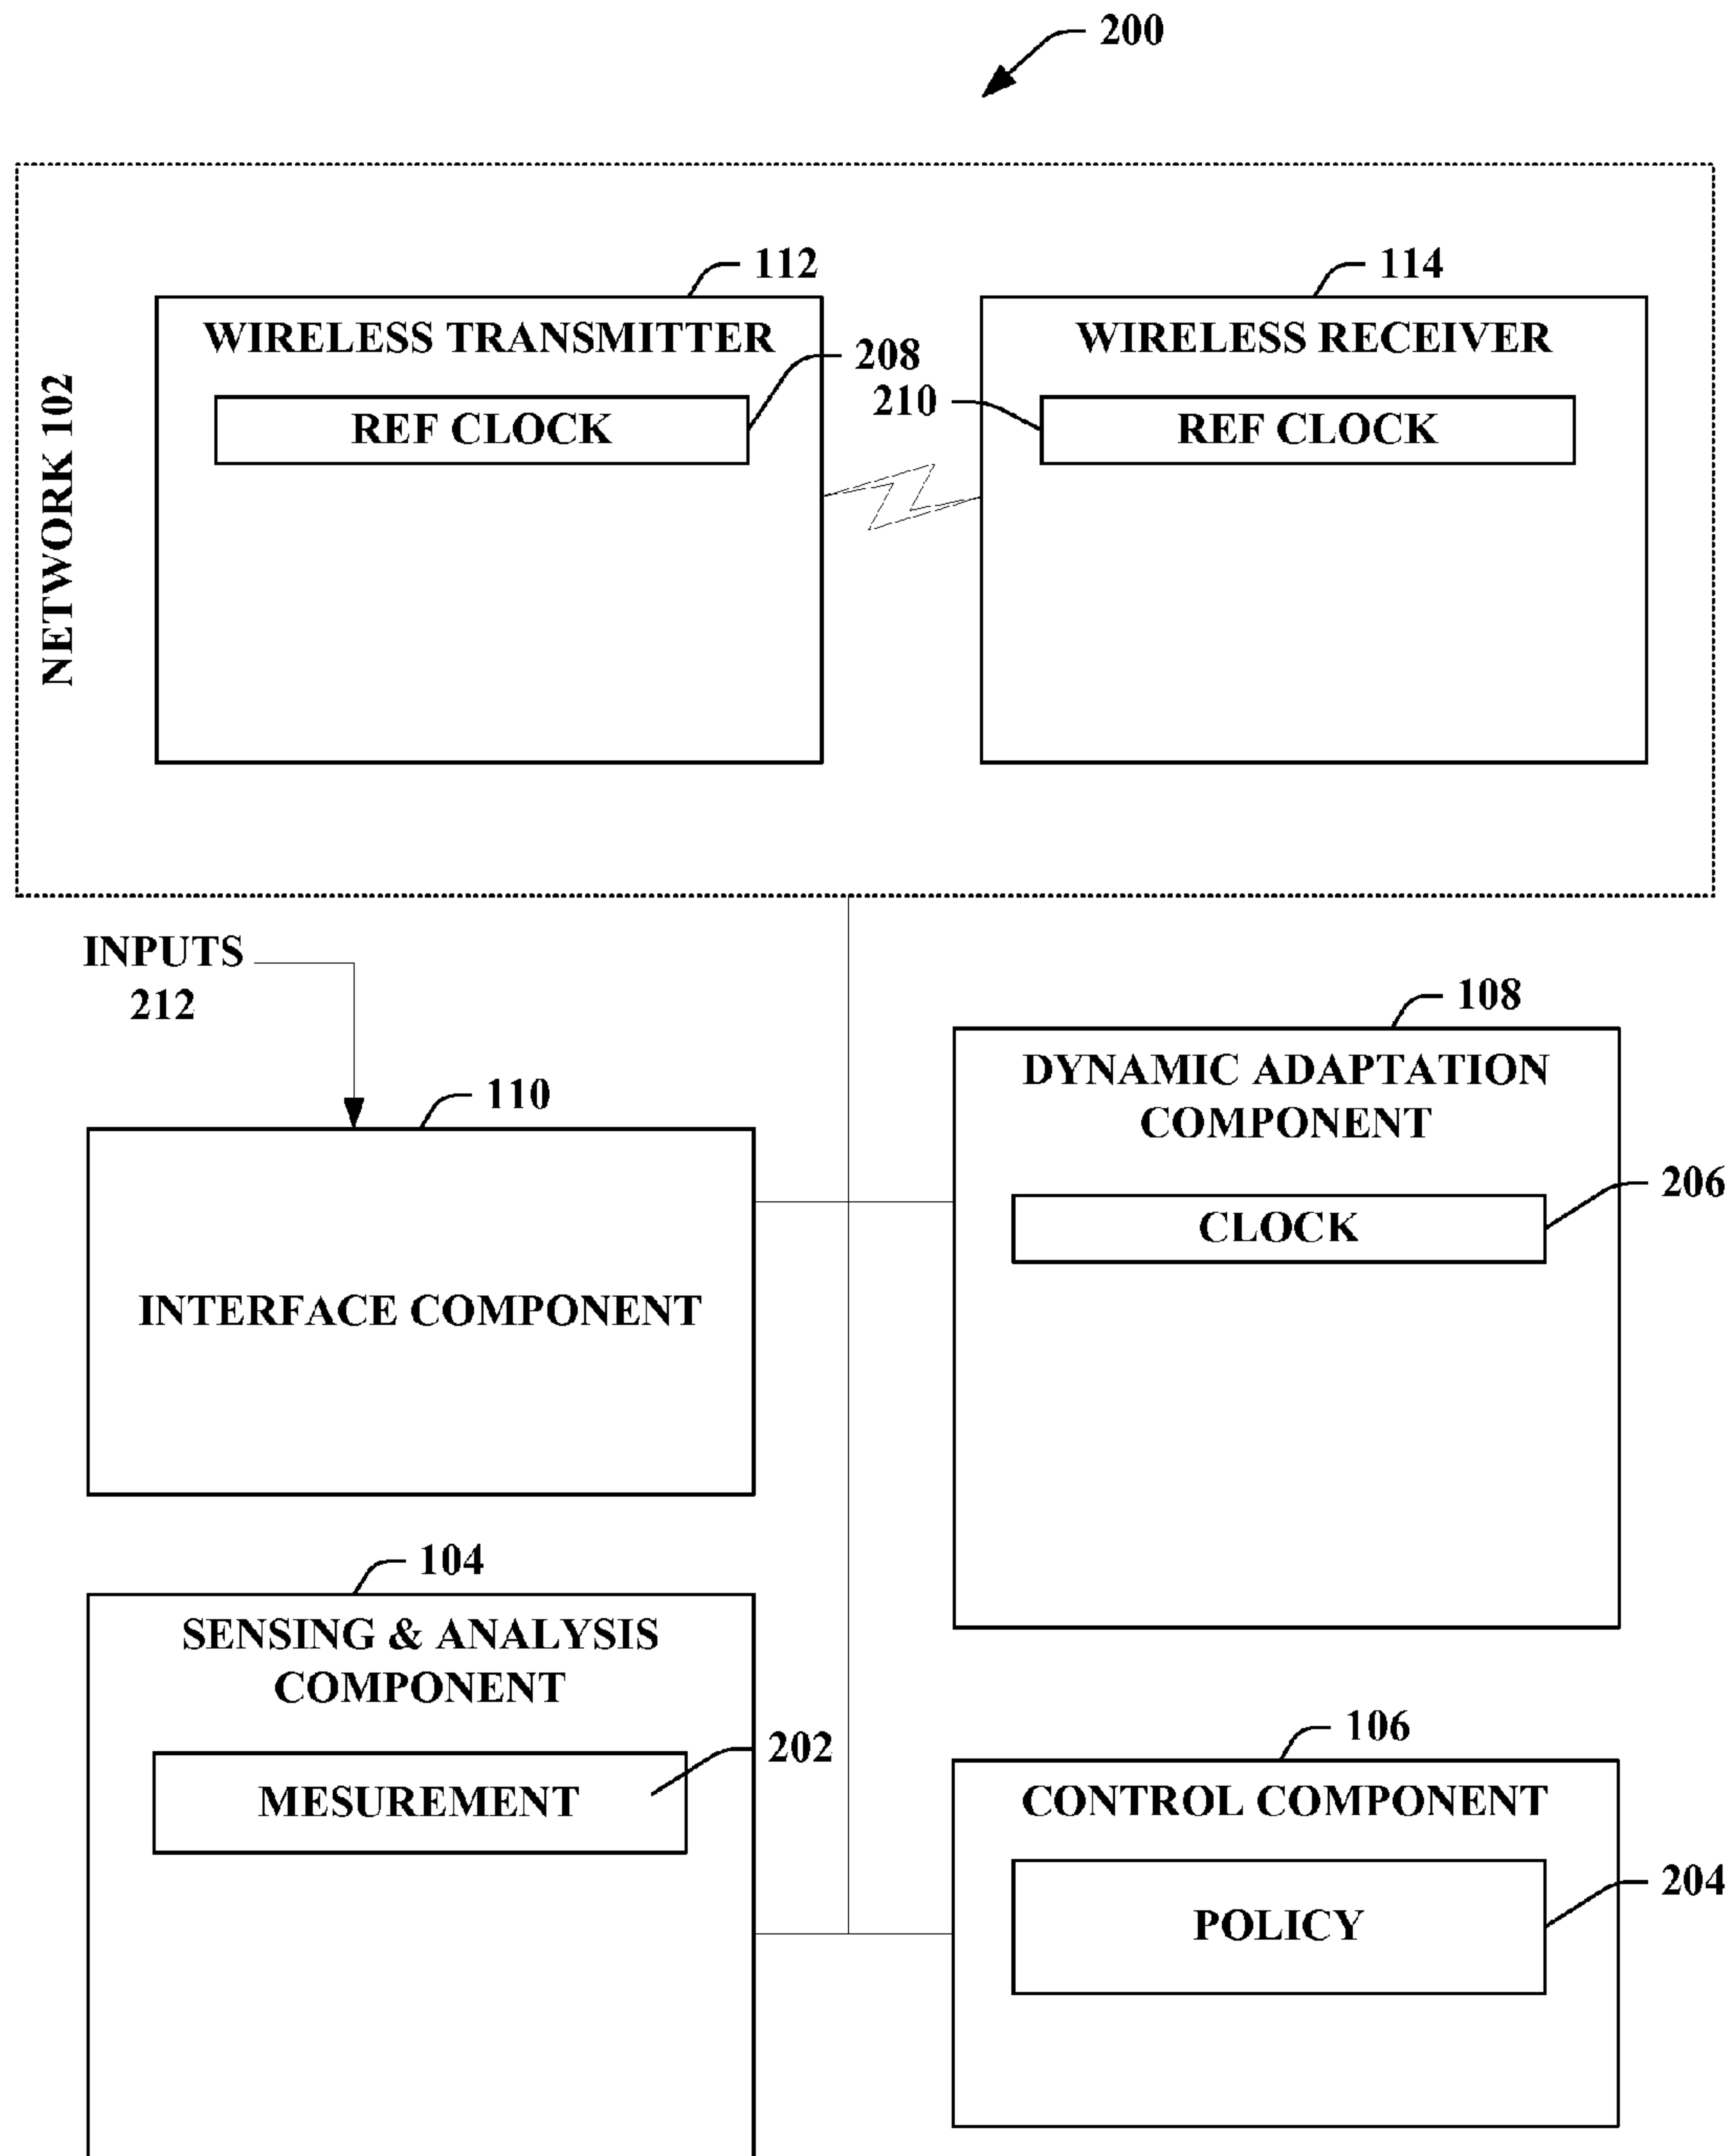 200
112
114
WIRELESS TRANSMITTER
WIRELESS RECEIVER
208
210
REF CLOCK
REF CLOCK
NETWORK 102
INPUTS
212
108
DYNAMIC ADAPTATION
COMPONENT
110
206
CLOCK
INTERFACE COMPONENT
104
SENSING & ANALYSIS
COMPONENT
202
MESUREMENT
106
CONTROL COMPONENT
204
POLICY